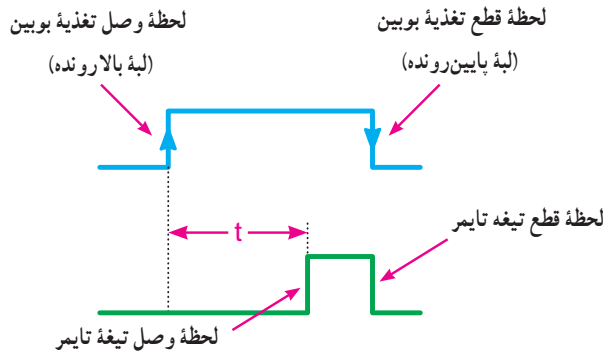 لحظهٔ قطع تغذیهٔ بوبین
(لبهٔ پایین‌رونده)
لحظهٔ وصل تغذیهٔ بوبین
(لبهٔ بالارونده)
لحظهٔ قطع تیغه تایمر
t
لحظهٔ وصل تیغهٔ تایمر